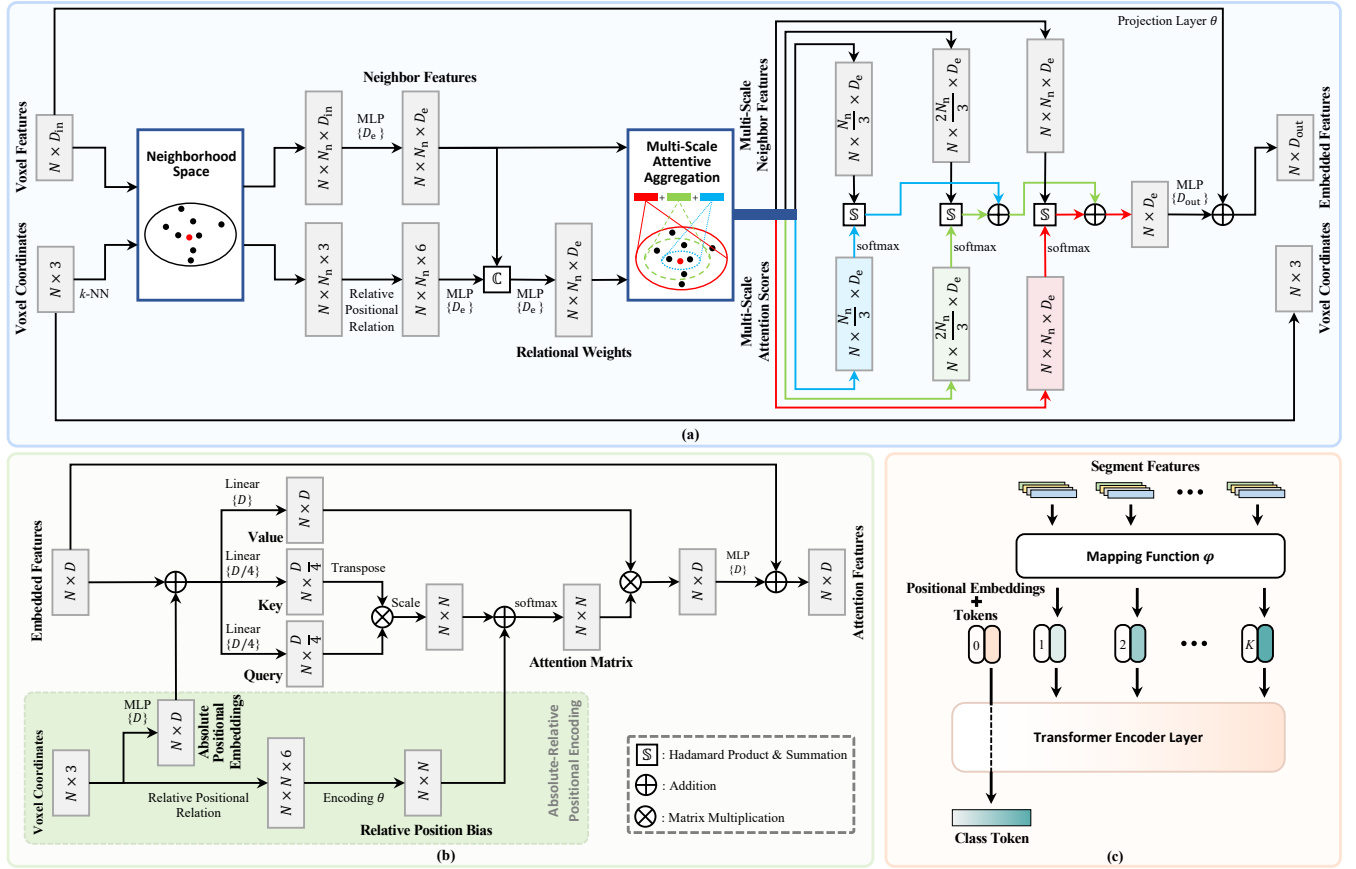 Projection Layer θ
Voxel Features
N × D_in
Neighborhood
Space
Neighbor Features
N × N_n × D_in
MLP
{D_e}
N × N_n × D_e
Voxel Coordinates
N × 3
k-NN
N × N_n × 3
Relative
Positional
Relation
N × N_n × 6
MLP
{D_e}
ℂ
MLP
{D_e}
N × N_n × D_e
Relational Weights
Multi-Scale
Attentive
Aggregation
+ +
Multi-Scale
Neighbor Features
N × N_n/3 × D_e
N × 2N_n/3 × D_e
N × N_n × D_e
𝕊
𝕊
𝕊
softmax
softmax
softmax
Multi-Scale
Attention Scores
N × N_n/3 × D_e
N × 2N_n/3 × D_e
N × N_n × D_e
N × D_e
MLP
{D_out}
N × D_out
Embedded Features
N × 3
Voxel Coordinates
(a)
Embedded Features
N × D
Linear
{D}
N × D
Value
Linear
{D/4}
N × D/4
Key
Transpose
Linear
{D/4}
N × D/4
Query
Scale
N × N
softmax
N × N
Attention Matrix
N × D
MLP
{D}
N × D
Attention Features
Voxel Coordinates
N × 3
MLP
{D}
N × D
Absolute
Positional
Embeddings
Relative Positional
Relation
N × N × 6
Encoding θ
N × N
Relative Position Bias
Absolute-Relative
Positional Encoding
𝕊 : Hadamard Product & Summation
⊕ : Addition
⊗ : Matrix Multiplication
(b)
Segment Features
Mapping Function φ
Positional Embeddings
+
Tokens
0
1
2
K
Transformer Encoder Layer
Class Token
(c)